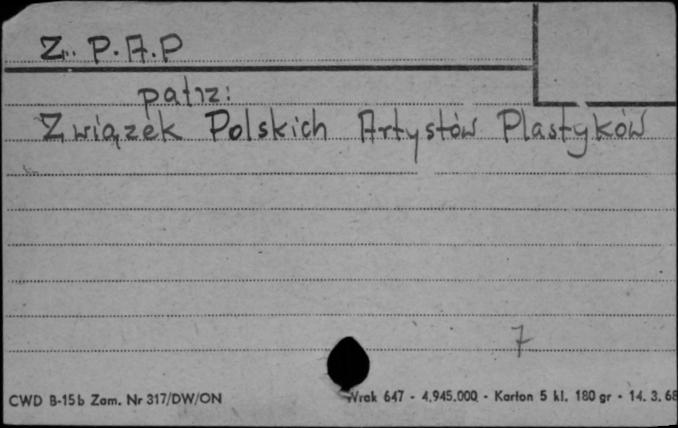 Z. P.A.P
patrz:
Związek Polskich Artystów Plastyków
7
CWD B-15b Zam. Nr 317/DW/ON Wrak 647 - 4.945.000 - Karton 5 kl. 180 gr - 14. 3. 68